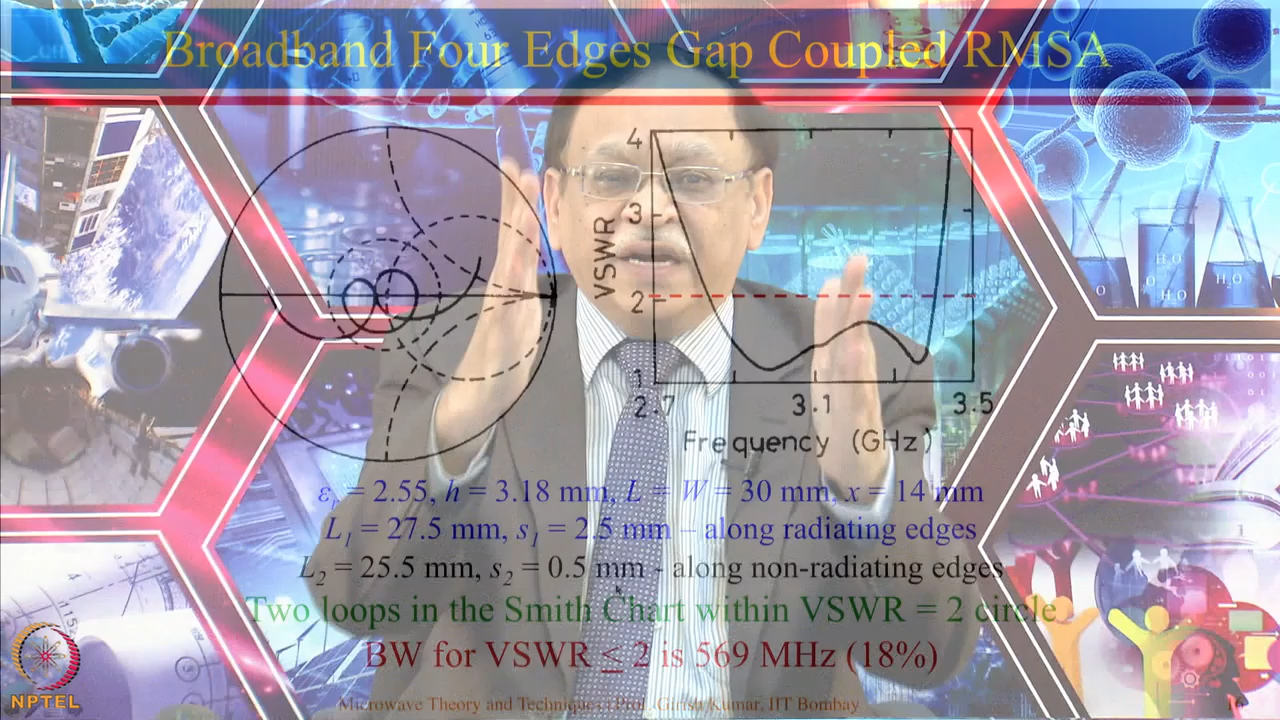 Broadband Four Edges Gap Coupled RMSA
4
3
2
1
VSWR
2.7
3.1
3.5
Frequency (GHz)
εr = 2.55, h = 3.18 mm, L = W = 30 mm, x = 14 mm
L1 = 27.5 mm, s1 = 2.5 mm – along radiating edges
L2 = 25.5 mm, s2 = 0.5 mm - along non-radiating edges
Two loops in the Smith Chart within VSWR = 2 circle
BW for VSWR ≤ 2 is 569 MHz (18%)
Microwave Theory and Techniques | Prof. Girish Kumar, IIT Bombay
16
NPTEL
H2O
O
H2O
O
H2O